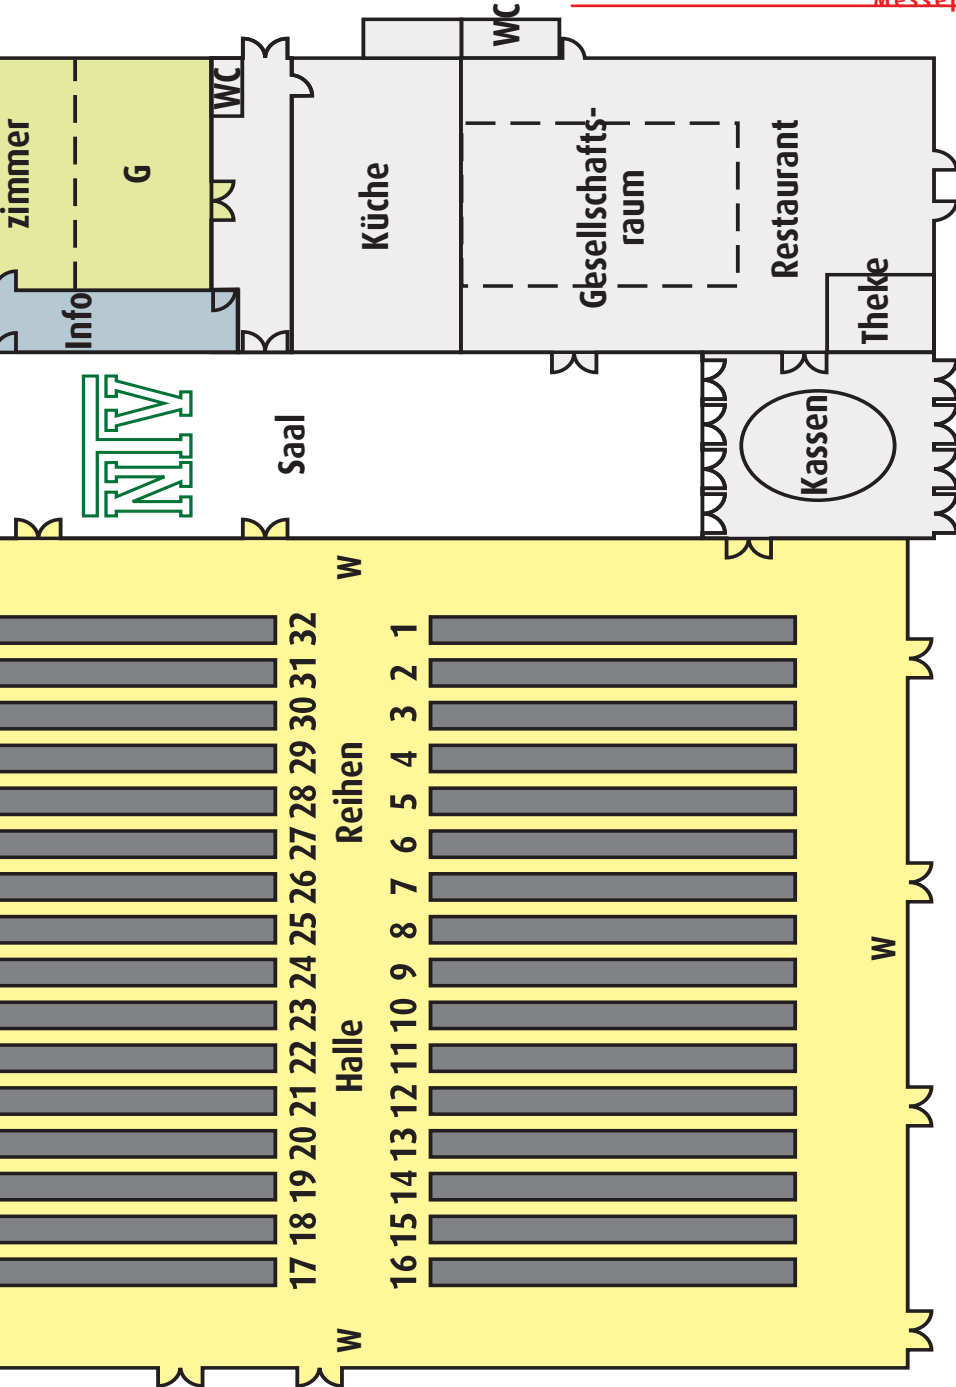 WC
WC
zimmer
G
Küche
Gesellschafts-
raum
Restaurant
Info
Theke
NTV
Saal
Kassen
W
32 1
31 2
30 3
29 4
28 5
27 6
26 7
25 8
24 9
23 10
22 11
21 12
20 13
19 14
18 15
17 16
Reihen
Halle
W
W